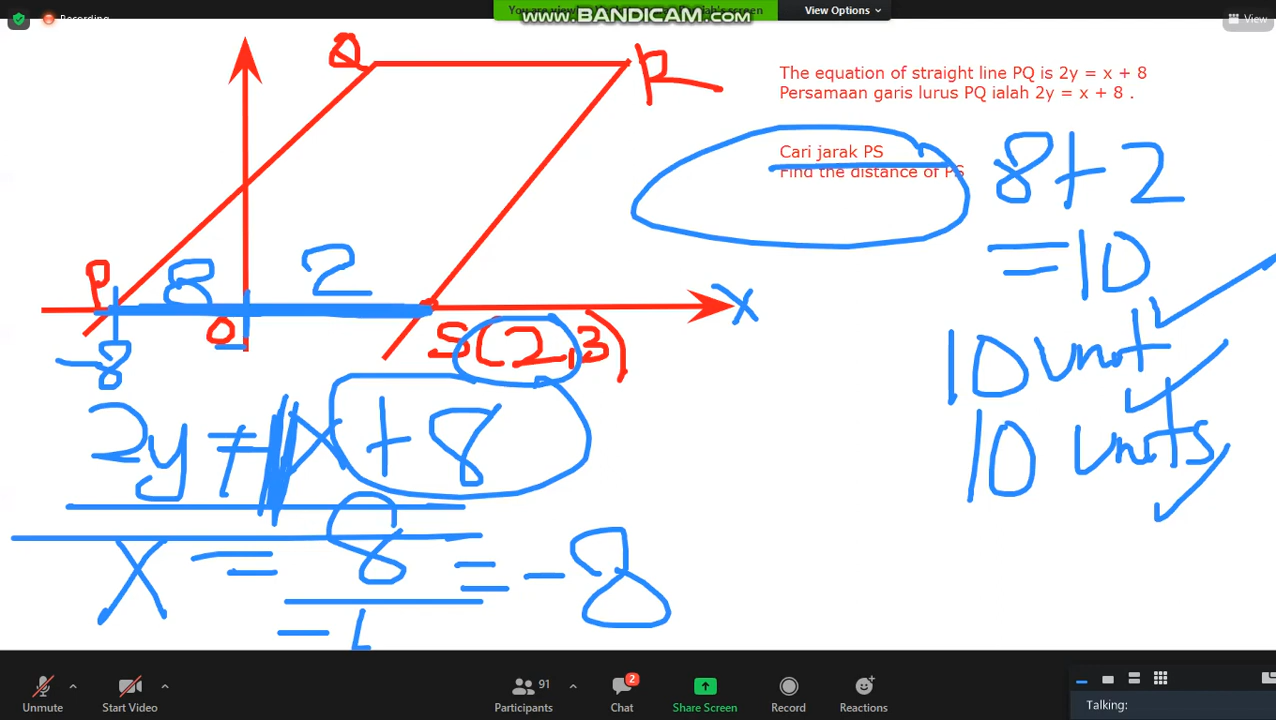 Recording
www.BANDICAM.com
View Options
View
Q
R
The equation of straight line PQ is 2y = x + 8
Persamaan garis lurus PQ ialah 2y = x + 8 .
Cari jarak PS
Find the distance of PS
8+2
=10
10 unit
10 units
P
8
2
O
x
-8
S(2,3)
2y = x + 8
x = 8 = -8
Unmute
Start Video
91
Participants
2
Chat
Share Screen
Record
Reactions
Talking: